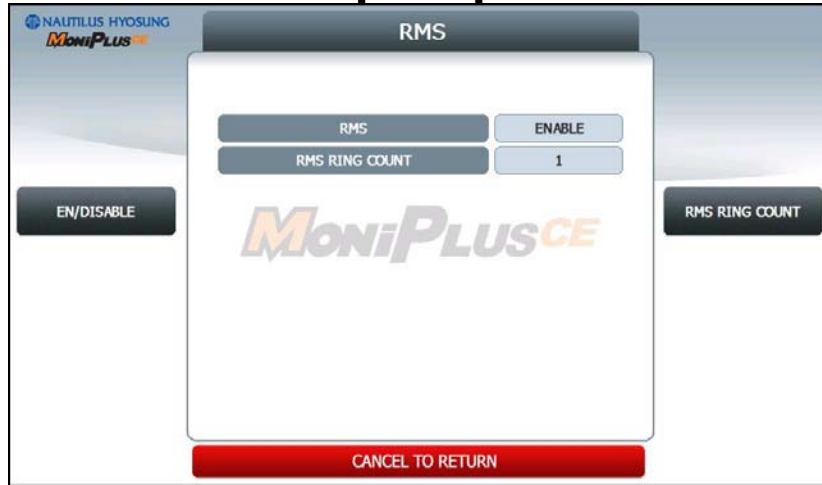 NAUTILUS HYOSUNG
MONIPLUS CE
RMS
RMS ENABLE
RMS RING COUNT 1
EN/DISABLE
RMS RING COUNT
MONIPLUS CE
CANCEL TO RETURN